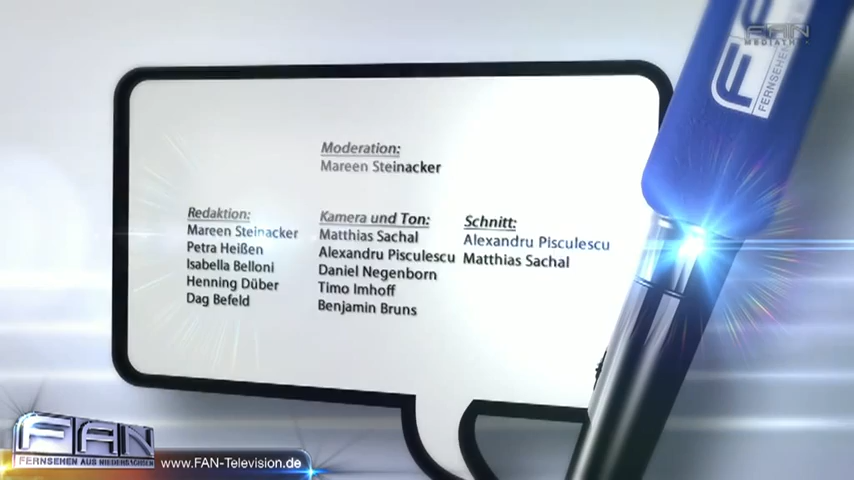 FAN
MEDIATHEK
F
FERNSEHEN
Moderation:
Mareen Steinacker
Redaktion:
Mareen Steinacker
Petra Heißen
Isabella Belloni
Henning Düber
Dag Befeld
Kamera und Ton:
Matthias Sachal
Alexandru Pisculescu
Daniel Negenborn
Timo Imhoff
Benjamin Bruns
Schnitt:
Alexandru Pisculescu
Matthias Sachal
FAN
FERNSEHEN AUS NIEDERSACHSEN
www.FAN-Television.de